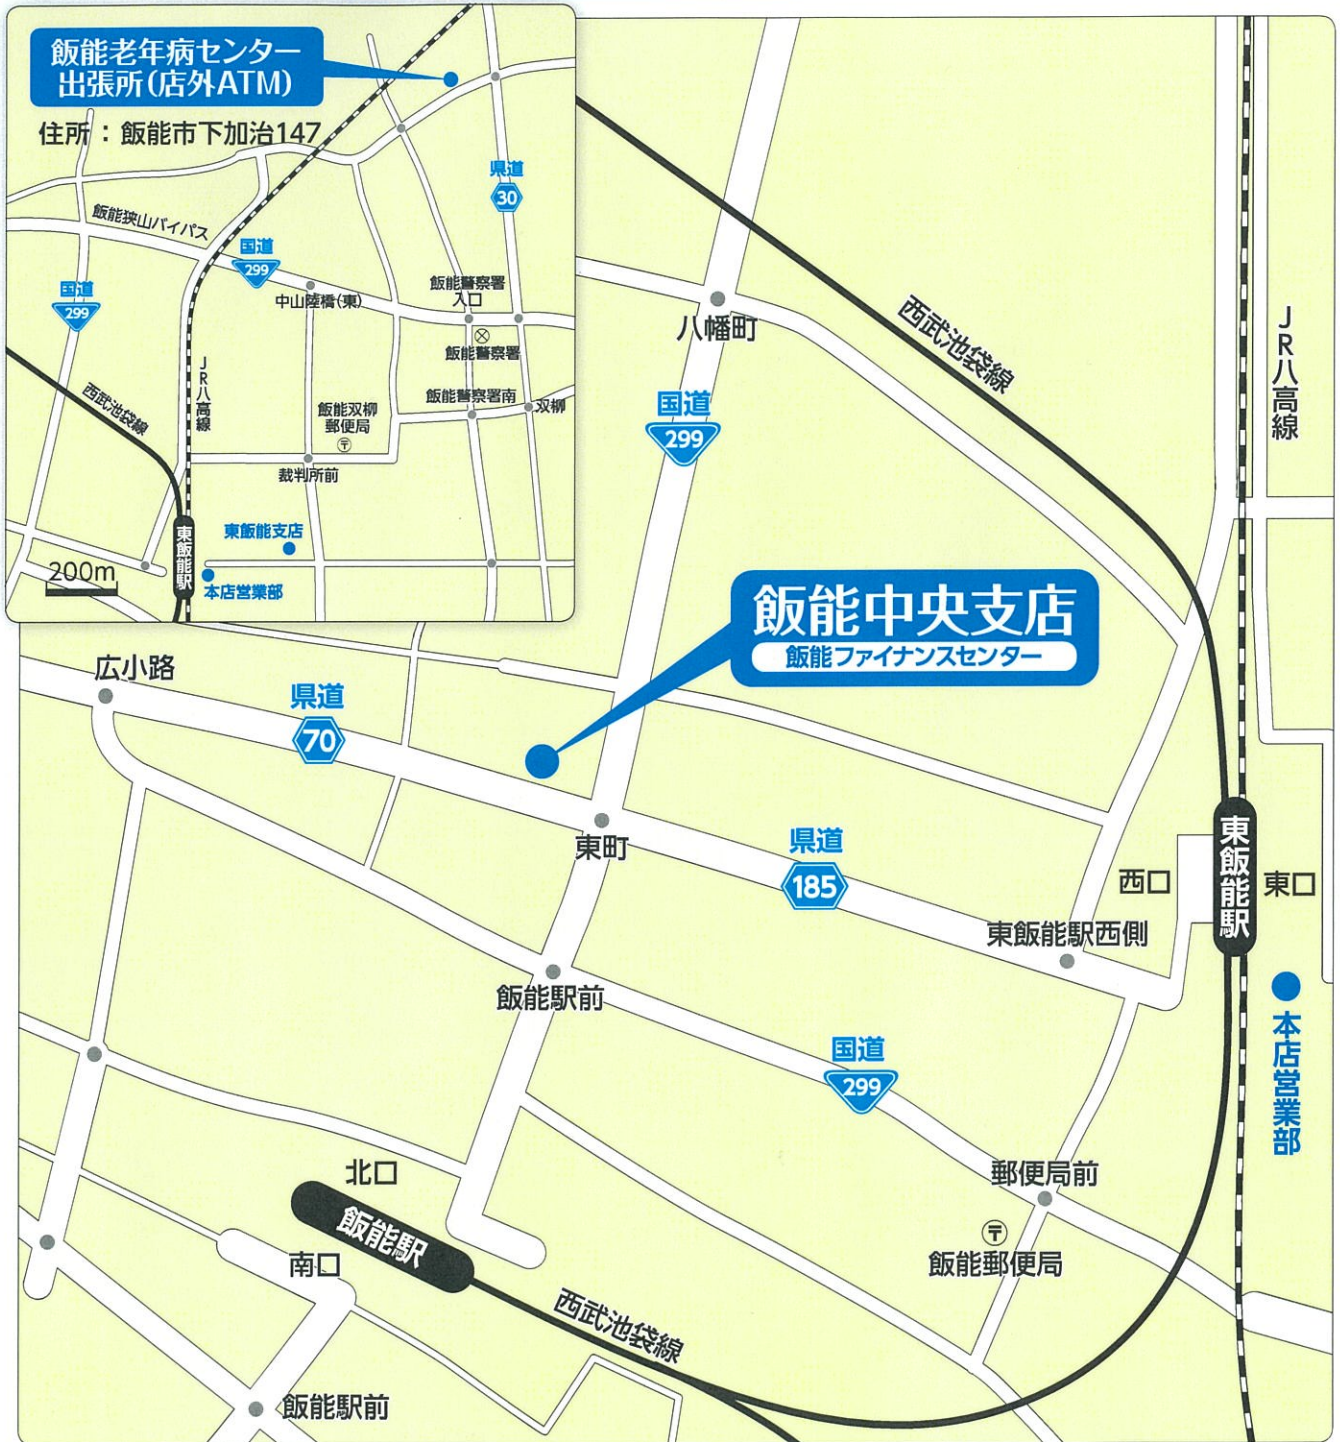 飯能老年病センター
出張所(店外ATM)
住所：飯能市下加治147
県道
30
飯能狭山バイパス
国道
299
国道
299
中山陸橋(東)
飯能警察署
入口
飯能警察署
JR八高線
西武池袋線
飯能警察署南
双柳
飯能双柳
郵便局
裁判所前
東飯能支店
東飯能駅
本店営業部
200m
八幡町
西武池袋線
JR八高線
国道
299
飯能中央支店
飯能ファイナンスセンター
広小路
県道
70
東町
県道
185
西口
東飯能駅
東口
東飯能駅西側
飯能駅前
本店営業部
国道
299
北口
飯能駅
南口
郵便局前
〒
飯能郵便局
西武池袋線
飯能駅前